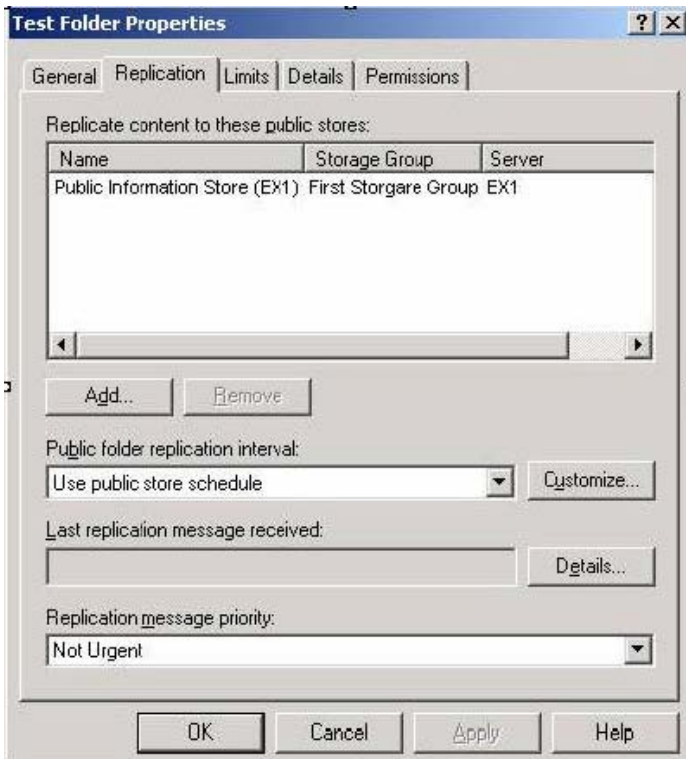 Test Folder Properties
General Replication Limits Details Permissions
Replicate content to these public stores:
Name Storage Group Server
Public Information Store (EX1) First Storgare Group EX1
Add... Remove
Public folder replication interval:
Use public store schedule Customize...
Last replication message received:
Details...
Replication message priority:
Not Urgent
OK Cancel Apply Help